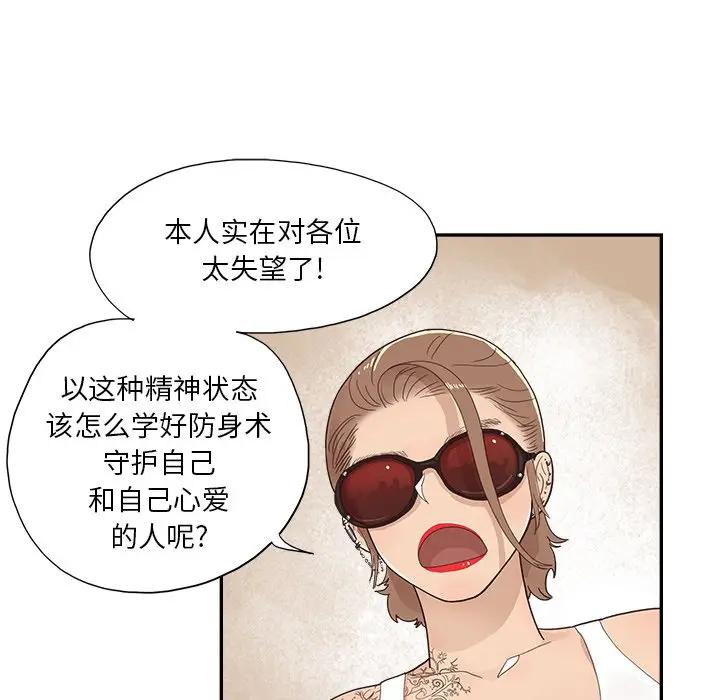 本人实在对各位
太失望了!
以这种精神状态
该怎么学好防身术
守护自己
和自己心爱
的人呢?